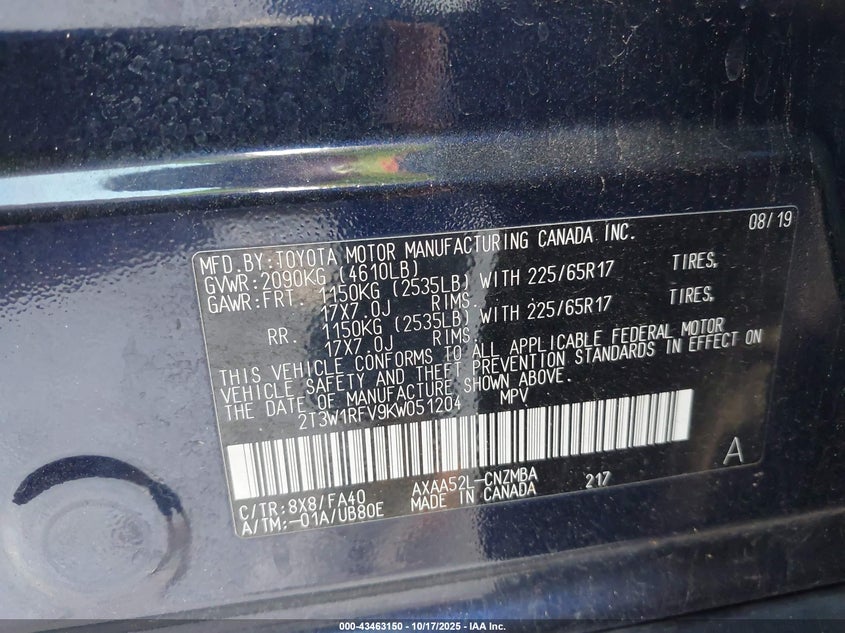 08/19
MFD.BY:TOYOTA MOTOR MANUFACTURING CANADA INC.
GVWR:2090KG (4610LB)
GAWR:FRT. 1150KG (2535LB) WITH 225/65R17 TIRES,
17X7.0J RIMS.
RR. 1150KG (2535LB) WITH 225/65R17 TIRES,
17X7.0J RIMS.
THIS VEHICLE CONFORMS TO ALL APPLICABLE FEDERAL MOTOR
VEHICLE SAFETY AND THEFT PREVENTION STANDARDS IN EFFECT ON
THE DATE OF MANUFACTURE SHOWN ABOVE.
2T3W1RFV9KW051204 MPV
A
C/TR:8X8/FA40 AXAA52L-CNZMBA 217
A/TM:-01A/UB80E MADE IN CANADA
000-43463150 | 10/17/2025 - IAA Inc.